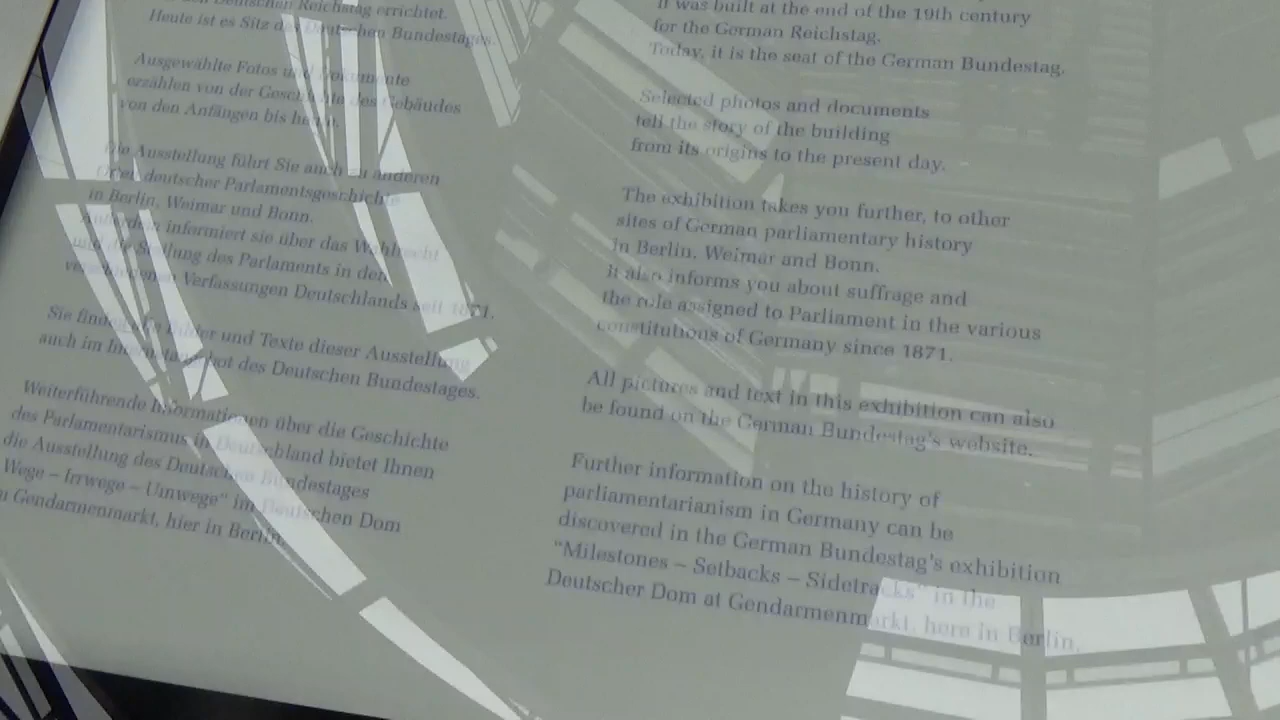 den Deutschen Reichstag errichtet.
Heute ist es Sitz des Deutschen Bundestages.
Ausgewählte Fotos und Dokumente
erzählen von der Geschichte des Gebäudes
von den Anfängen bis heute.
Die Ausstellung führt Sie auch zu anderen
Orten deutscher Parlamentsgeschichte
in Berlin, Weimar und Bonn.
Außerdem informiert sie über das Wahlrecht
und die Stellung des Parlaments in den
verschiedenen Verfassungen Deutschlands seit 1871.
Sie finden die Bilder und Texte dieser Ausstellung
auch im Internetangebot des Deutschen Bundestages.
Weiterführende Informationen über die Geschichte
des Parlamentarismus in Deutschland bietet Ihnen
die Ausstellung des Deutschen Bundestages
Wege – Irrwege – Umwege" im Deutschen Dom
Gendarmenmarkt, hier in Berlin.
It was built at the end of the 19th century
for the German Reichstag.
Today, it is the seat of the German Bundestag.
Selected photos and documents
tell the story of the building
from its origins to the present day.
The exhibition takes you further, to other
sites of German parliamentary history
in Berlin, Weimar and Bonn.
It also informs you about suffrage and
the role assigned to Parliament in the various
constitutions of Germany since 1871.
All pictures and text in this exhibition can also
be found on the German Bundestag's website.
Further information on the history of
parliamentarianism in Germany can be
discovered in the German Bundestag's exhibition
"Milestones – Setbacks – Sidetracks" in the
Deutscher Dom at Gendarmenmarkt, here in Berlin.